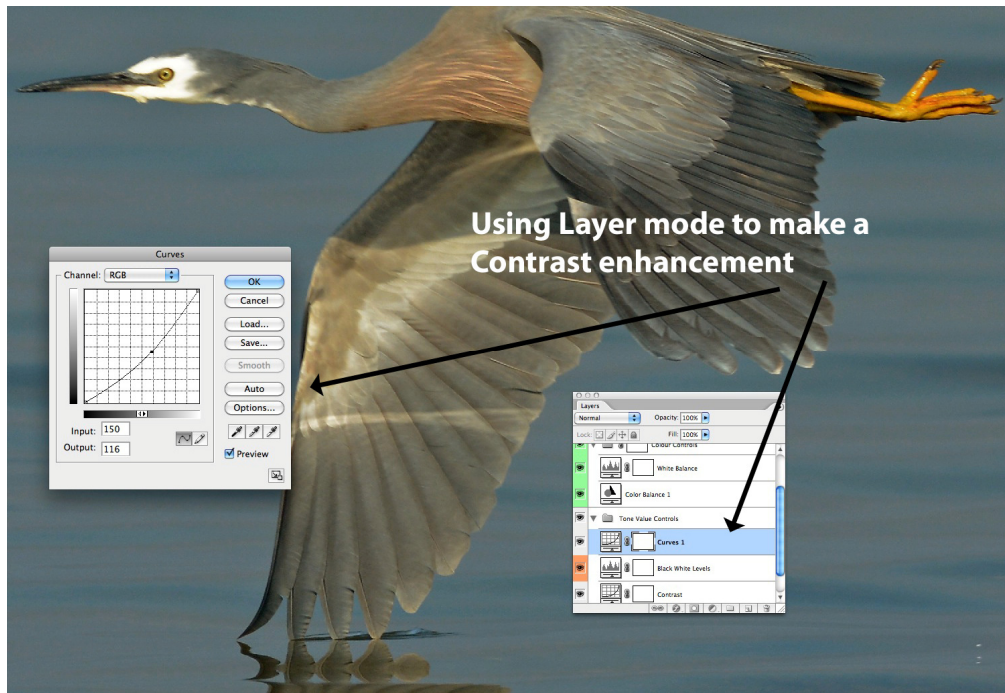 Using Layer mode to make a
Contrast enhancement
Curves
Channel: RGB
OK
Cancel
Load...
Save...
Smooth
Auto
Options...
Input: 150
Output: 116
Preview
Layers
Normal Opacity: 100%
Lock: Fill: 100%
Colour Controls
White Balance
Color Balance 1
Tone Value Controls
Curves 1
Black White Levels
Contrast